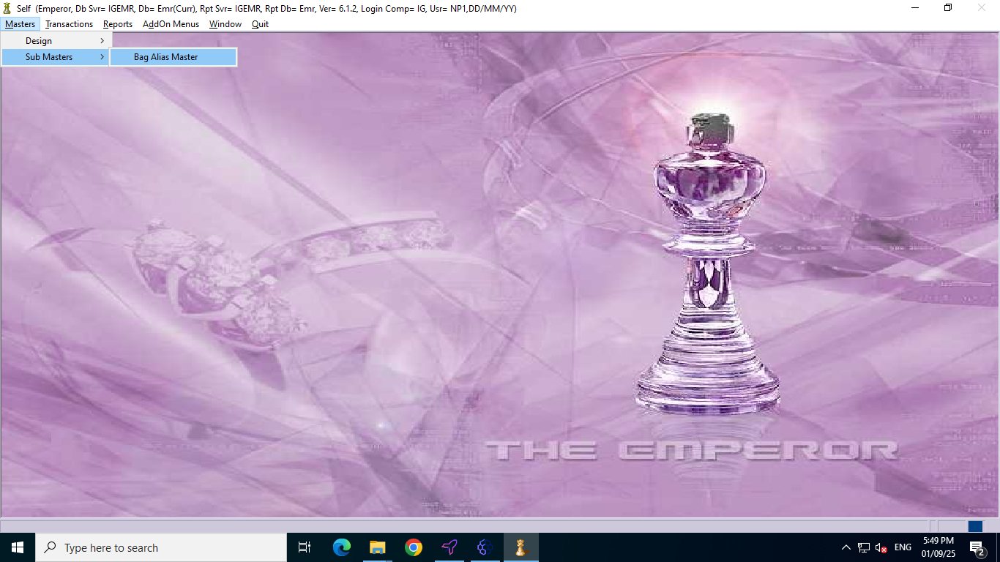 Self (Emperor, Db Svr= IGEMR, Db= Emr(Curr), Rpt Svr= IGEMR, Rpt Db= Emr, Ver= 6.1.2, Login Comp= IG, Usr= NP1,DD/MM/YY)
Masters Transactions Reports AddOn Menus Window Quit
Design
Sub Masters Bag Alias Master
THE EMPEROR
Type here to search
ENG
5:49 PM
01/09/25
2